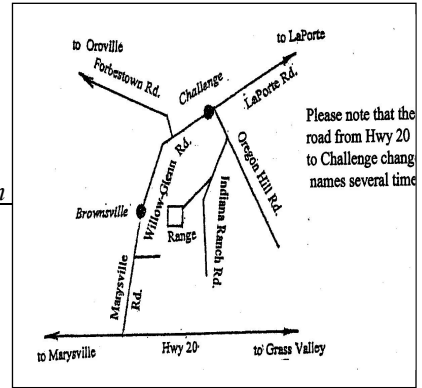 to Oroville
to LaPorte
Forbestown Rd.
Challenge
LaPorte Rd.
Please note that the
road from Hwy 20
to Challenge chang
names several time
Willow-Glenn Rd.
Oregon Hill Rd.
Indiana Ranch Rd.
Brownsville
Range
Marysville
Rd.
to Marysville
Hwy 20
to Grass Valley